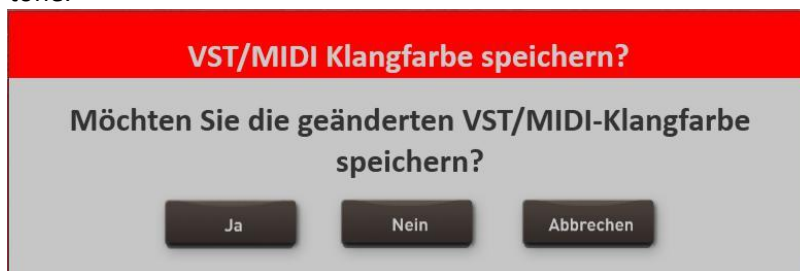 VST/MIDI Klangfarbe speichern?
Möchten Sie die geänderten VST/MIDI-Klangfarbe
speichern?
Ja Nein Abbrechen